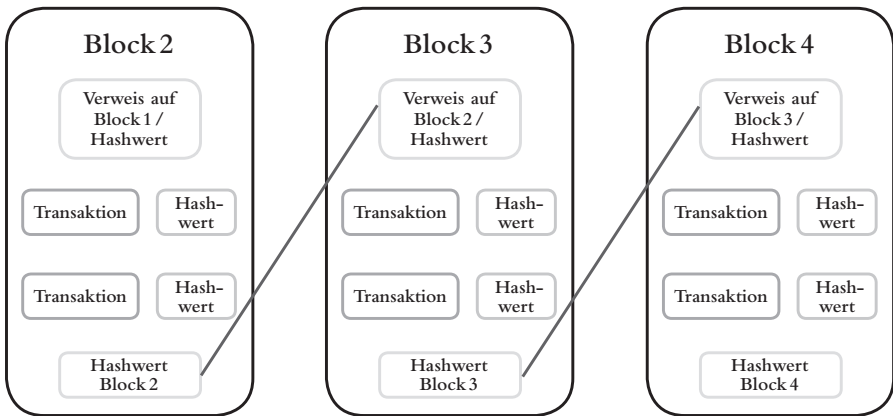 Block 2
Verweis auf
Block 1 /
Hashwert
Transaktion
Hash-
wert
Transaktion
Hash-
wert
Hashwert
Block 2
Block 3
Verweis auf
Block 2 /
Hashwert
Transaktion
Hash-
wert
Transaktion
Hash-
wert
Hashwert
Block 3
Block 4
Verweis auf
Block 3 /
Hashwert
Transaktion
Hash-
wert
Transaktion
Hash-
wert
Hashwert
Block 4